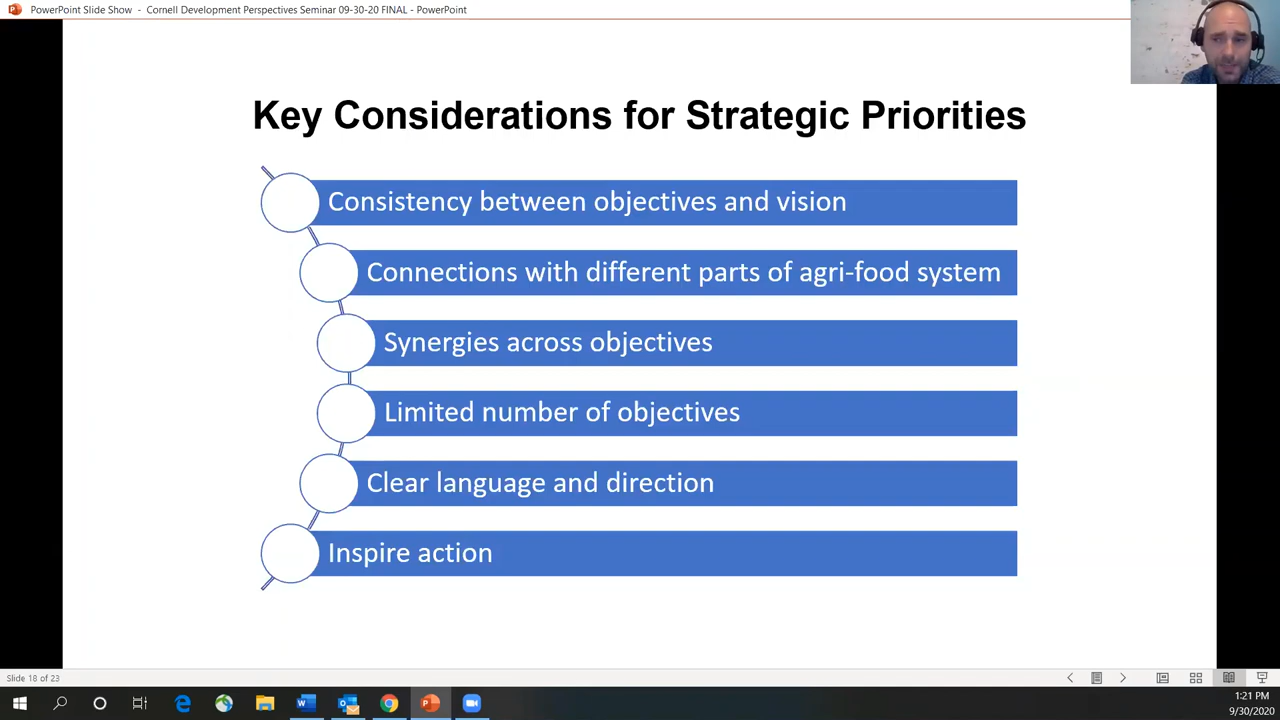 PowerPoint Slide Show - Cornell Development Perspectives Seminar 09-30-20 FINAL - PowerPoint
Key Considerations for Strategic Priorities
Consistency between objectives and vision
Connections with different parts of agri-food system
Synergies across objectives
Limited number of objectives
Clear language and direction
Inspire action
Slide 18 of 23
1:21 PM
9/30/2020